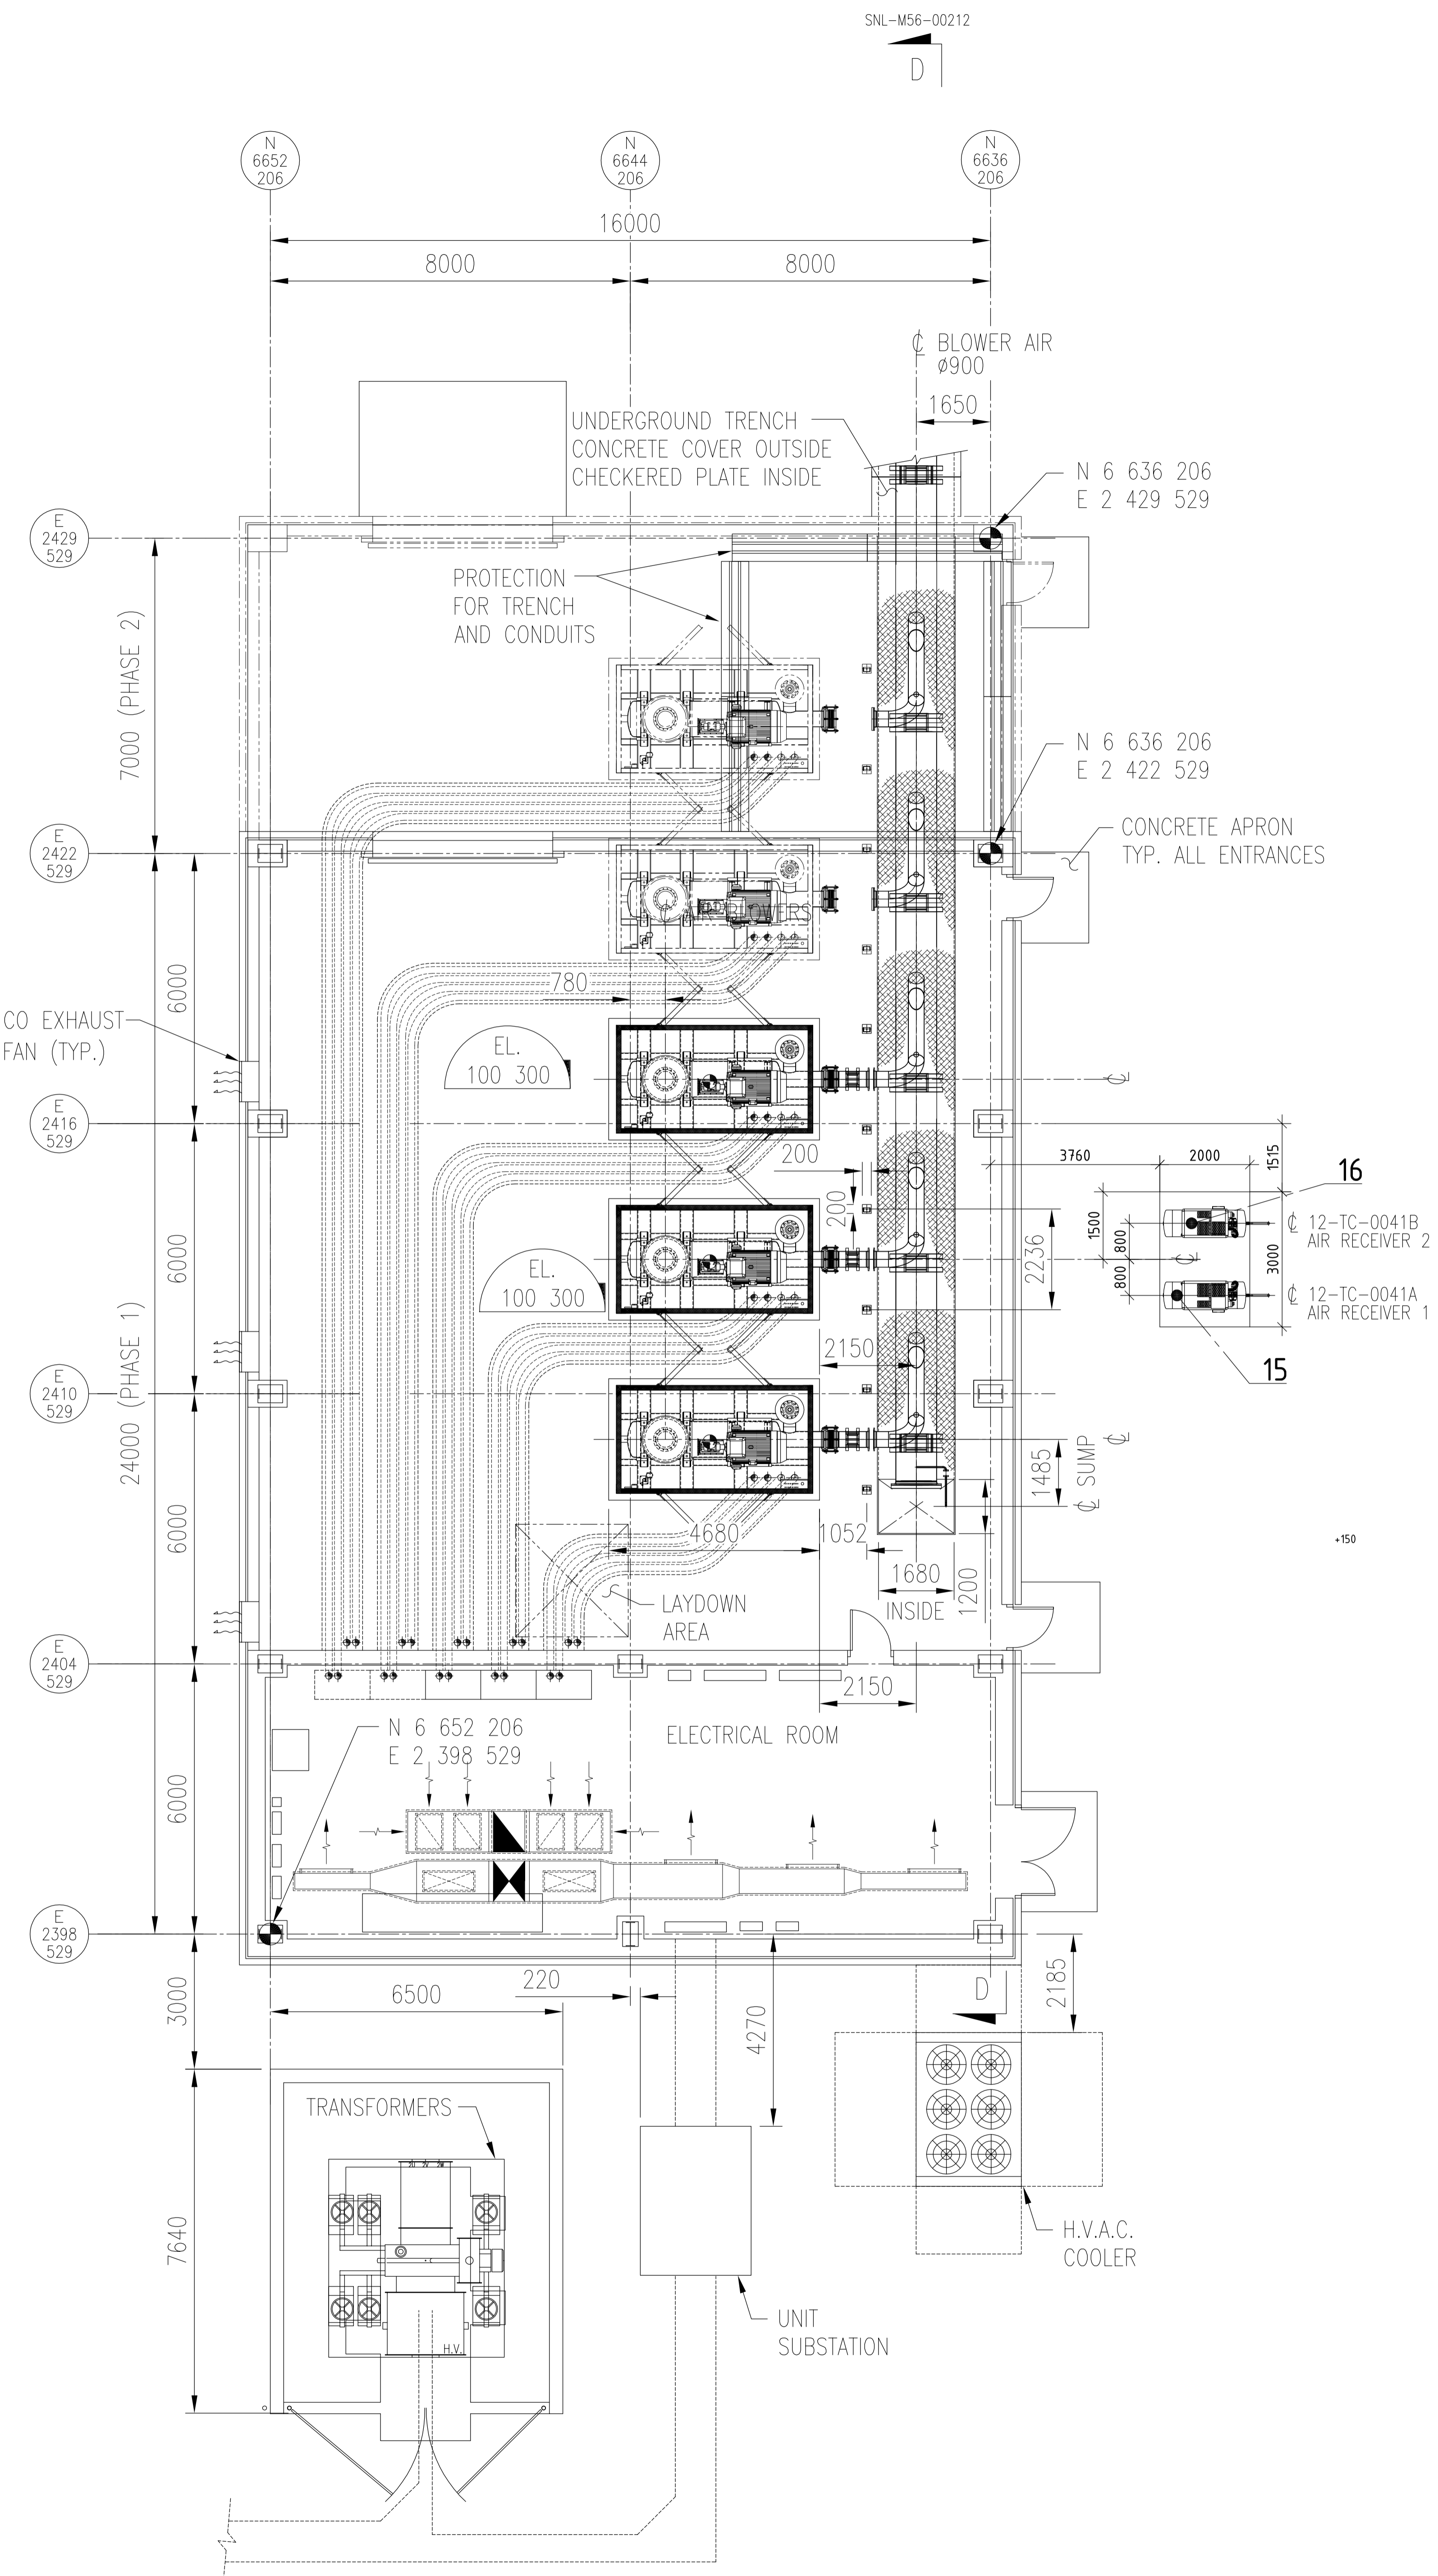 SNL-M56-00212
D
N
6652
206
N
6644
206
N
6636
206
16000
8000
8000
℄ BLOWER AIR
ø900
1650
UNDERGROUND TRENCH
CONCRETE COVER OUTSIDE
CHECKERED PLATE INSIDE
N 6 636 206
E 2 429 529
E
2429
529
PROTECTION
FOR TRENCH
AND CONDUITS
7000 (PHASE 2)
N 6 636 206
E 2 422 529
CONCRETE APRON
TYP. ALL ENTRANCES
E
2422
529
6000
780
CO EXHAUST
FAN (TYP.)
EL.
100 300
℄
E
2416
529
200
3760
2000
1515
16
200
1500
800
℄ 12-TC-0041B
AIR RECEIVER 2
6000
2236
℄
3000
EL.
100 300
800
℄ 12-TC-0041A
AIR RECEIVER 1
24000 (PHASE 1)
2150
15
E
2410
529
1485
℄ SUMP
℄
6000
4680
1052
+150
1680
INSIDE
1200
LAYDOWN
AREA
E
2404
529
2150
N 6 652 206
E 2 398 529
ELECTRICAL ROOM
6000
E
2398
529
3000
6500
220
4270
D
2185
TRANSFORMERS
2U 2V 2W
7640
H.V.A.C.
COOLER
UNIT
SUBSTATION
H.V.